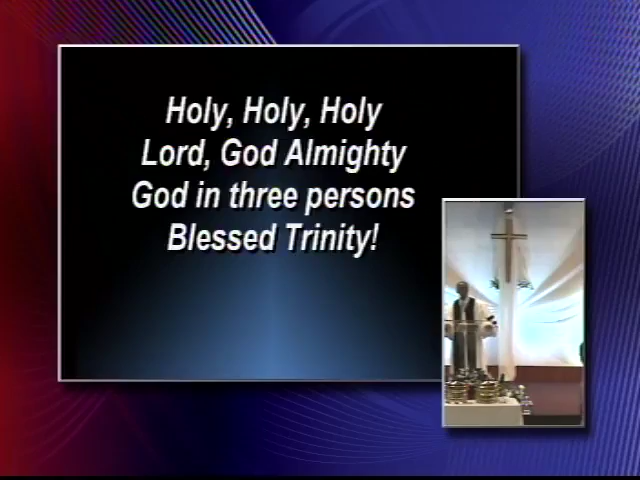 Holy, Holy, Holy
Lord, God Almighty
God in three persons
Blessed Trinity!